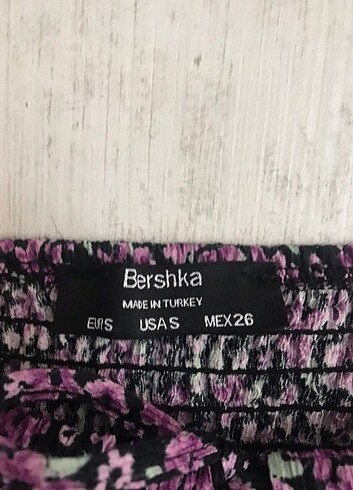 Bershka
MADE IN TURKEY
EUR S USA S MEX 26